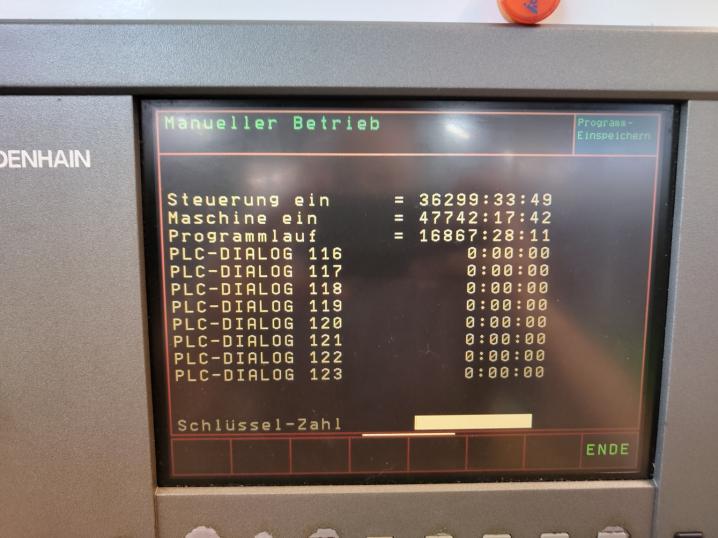 Manueller Betrieb
Programm-
Einspeichern
DENHAIN
Steuerung ein = 36299:33:49
Maschine ein = 47742:17:42
Programmlauf = 16867:28:11
PLC-DIALOG 116 0:00:00
PLC-DIALOG 117 0:00:00
PLC-DIALOG 118 0:00:00
PLC-DIALOG 119 0:00:00
PLC-DIALOG 120 0:00:00
PLC-DIALOG 121 0:00:00
PLC-DIALOG 122 0:00:00
PLC-DIALOG 123 0:00:00
Schlüssel-Zahl
ENDE